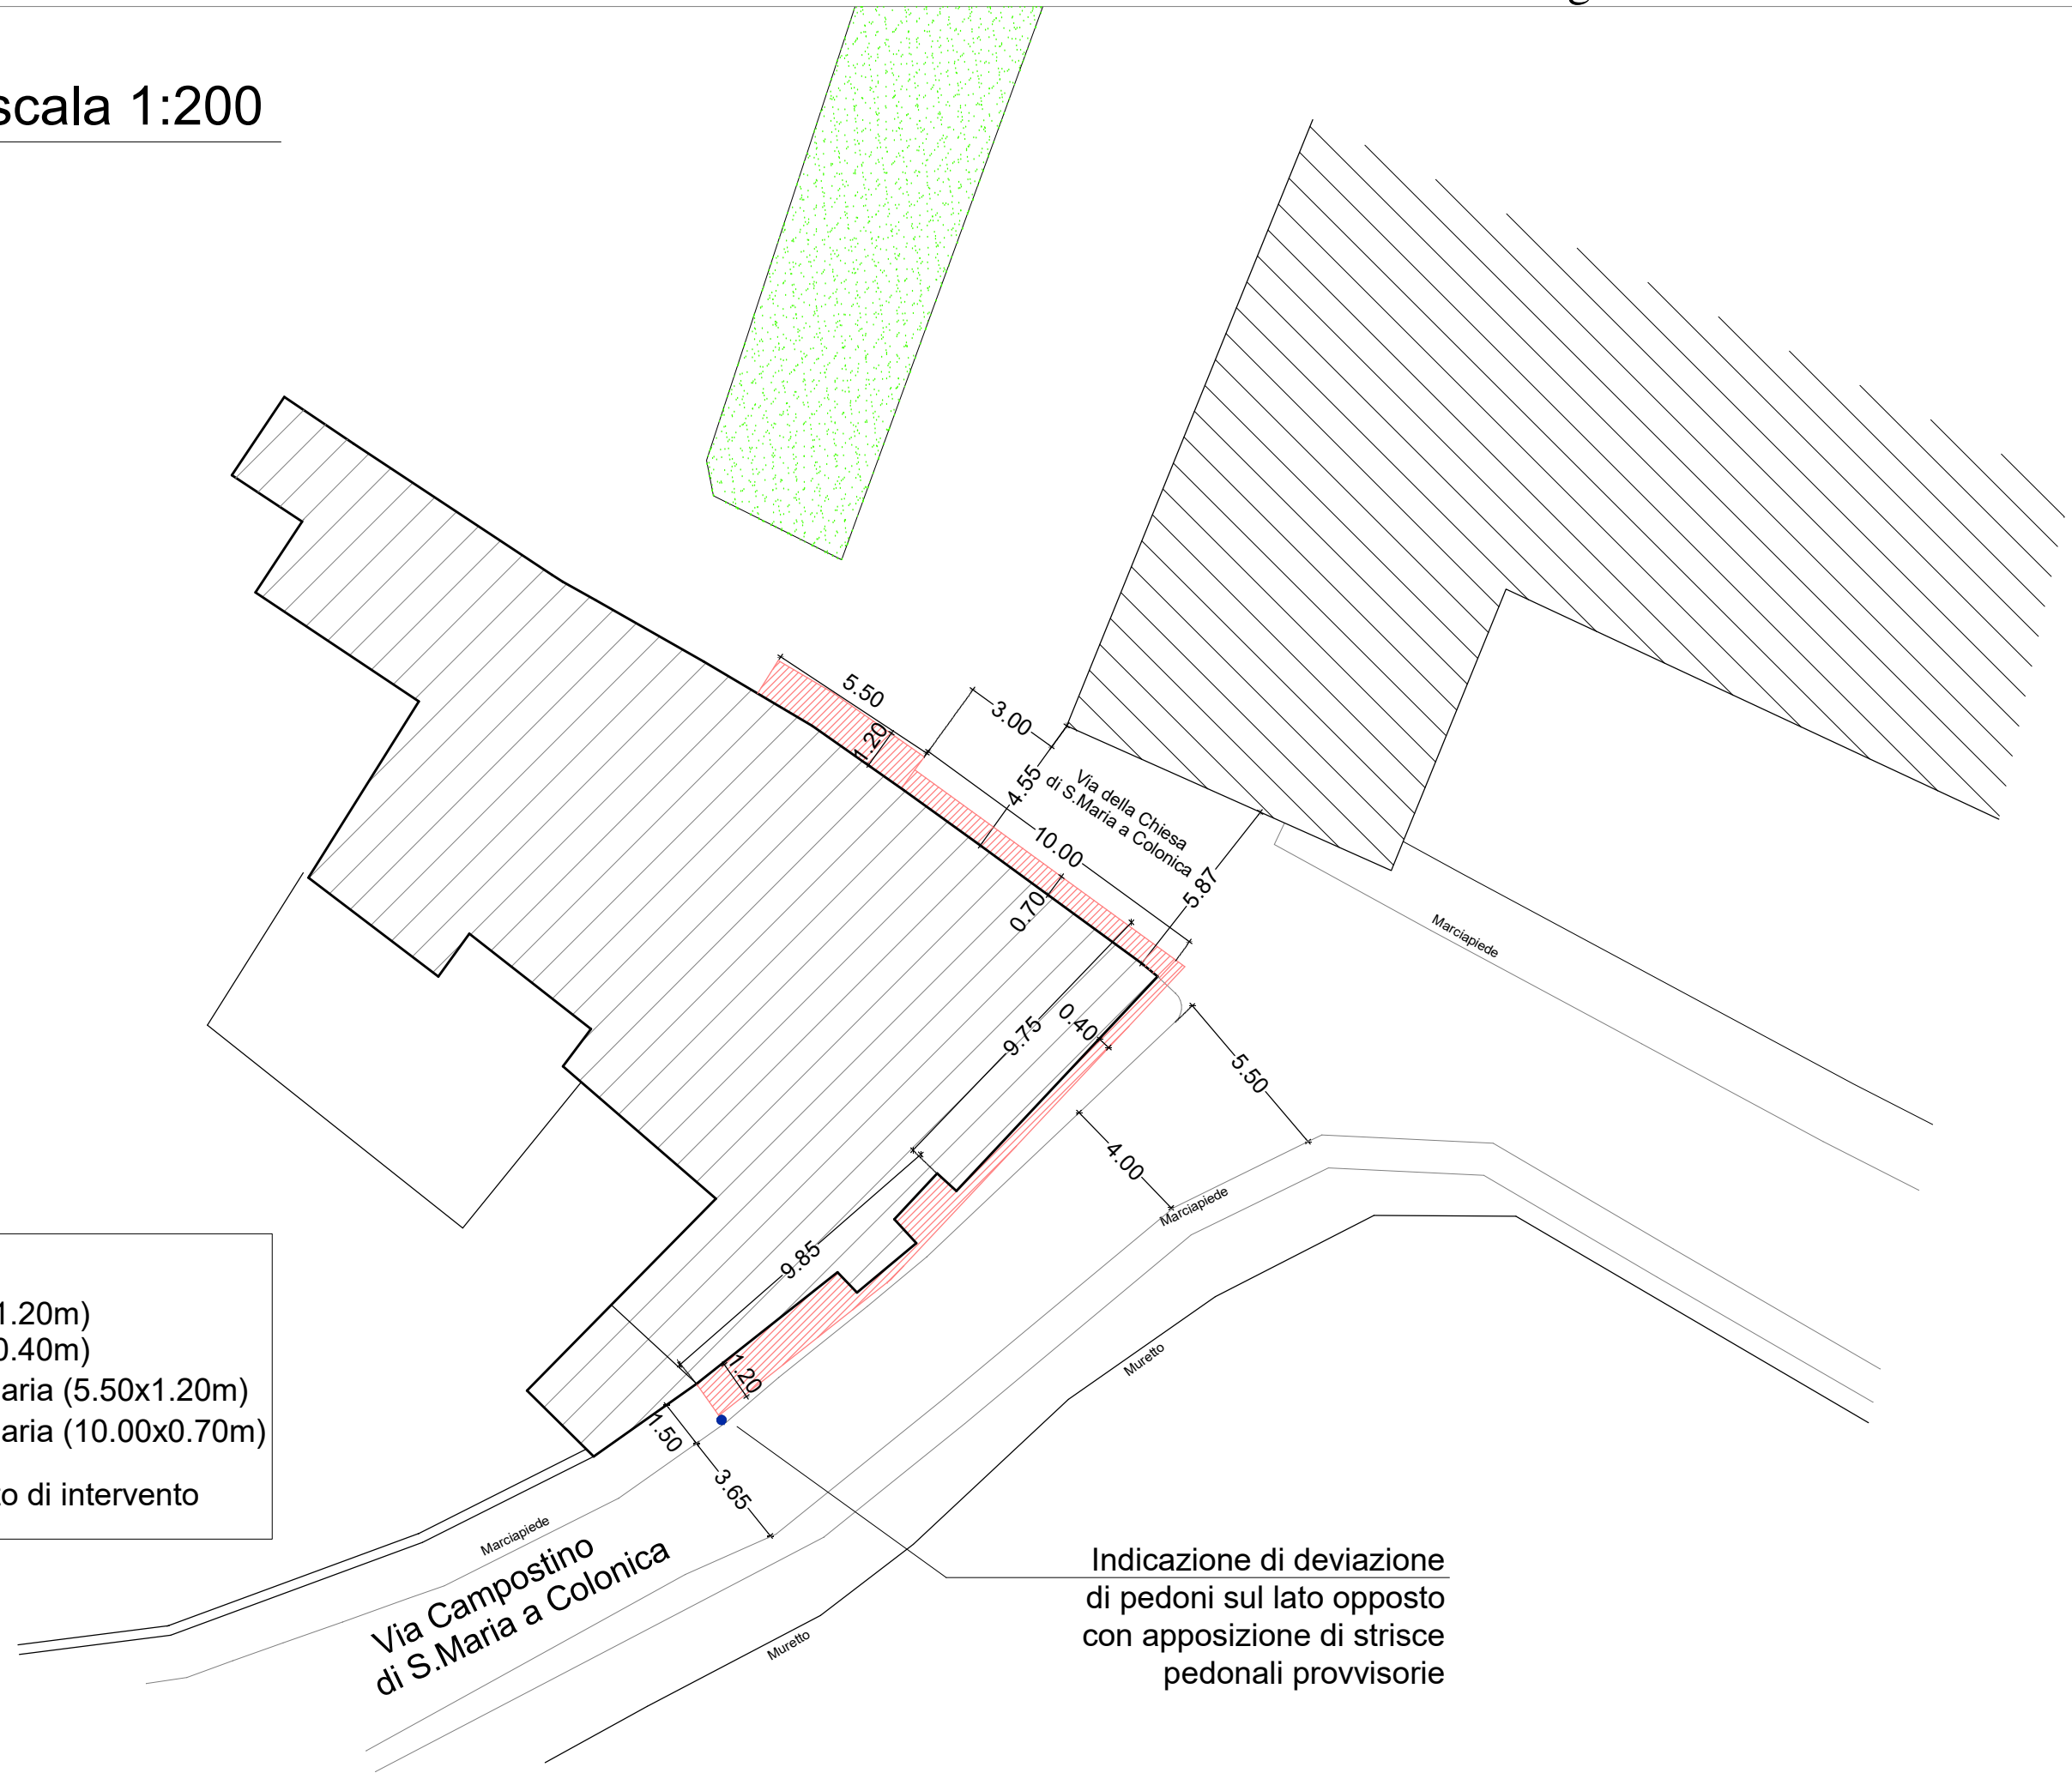 scala 1:200
5.50
1.20
3.00
4.55
Via della Chiesa
di S.Maria a Colonica
10.00
5.87
0.70
Marciapiede
9.75
0.40
5.50
4.00
Marciapiede
9.85
1.20
1.50
3.65
Muretto
1.20m)
0.40m)
aria (5.50x1.20m)
aria (10.00x0.70m)
o di intervento
Marciapiede
Via Campostino
di S.Maria a Colonica
Muretto
Indicazione di deviazione
di pedoni sul lato opposto
con apposizione di strisce
pedonali provvisorie